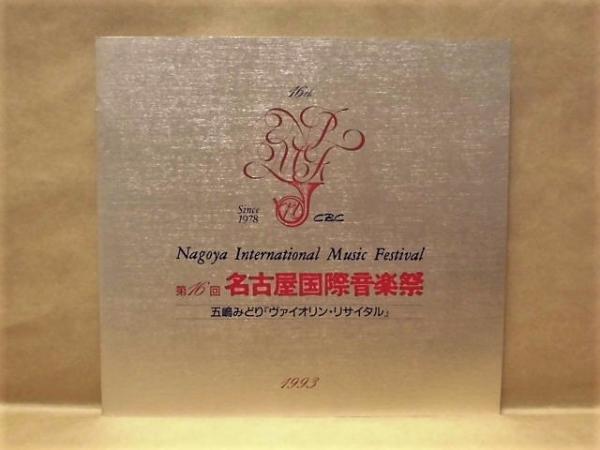 16th
NIMF
Since
1978
CBC
Nagoya International Music Festival
第16回 名古屋国際音楽祭
五嶋みどり『ヴァイオリン・リサイタル』
1993